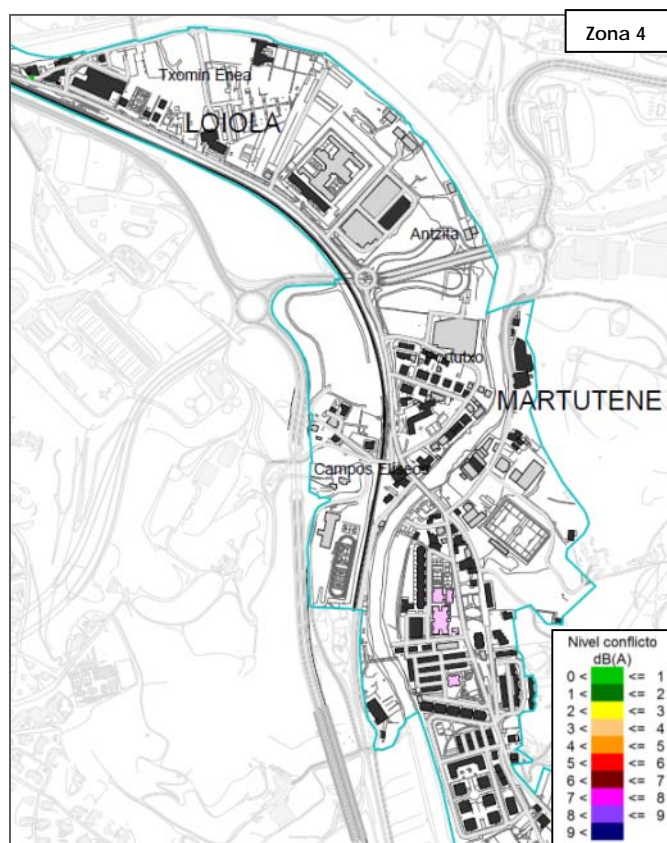 Zona 4
Txomin Enea
LOIOLA
Antzita
Portutxo
MARTUTENE
Campos Eliseos
Nivel conflicto
dB(A)
0 < <= 1
1 < <= 2
2 < <= 3
3 < <= 4
4 < <= 5
5 < <= 6
6 < <= 7
7 < <= 8
8 < <= 9
9 <